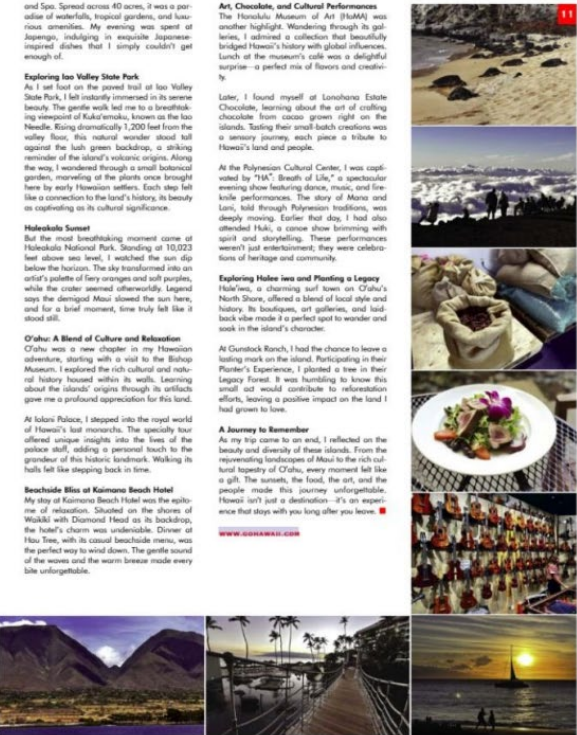 and Spa. Spread across 40 acres, it was a par-
adise of waterfalls, tropical gardens, and luxu-
rious amenities. My evening was spent at
Japengo, indulging in exquisite Japanese-
inspired dishes that I simply couldn't get
enough of.
Exploring Iao Valley State Park
As I set foot on the paved trail at Iao Valley
State Park, I felt instantly immersed in its serene
beauty. The gentle walk led me to a breathtak-
ing viewpoint of Kuka'emoku, known as the Iao
Needle. Rising dramatically 1,200 feet from the
valley floor, this natural wonder stood tall
against the lush green backdrop, a striking
reminder of the island's volcanic origins. Along
the way, I wandered through a small botanical
garden, marveling at the plants once brought
here by early Hawaiian settlers. Each step felt
like a connection to the land's history, its beauty
as captivating as its cultural significance.
Haleakala Sunset
But the most breathtaking moment came at
Haleakala National Park. Standing at 10,023
feet above sea level, I watched the sun dip
below the horizon. The sky transformed into an
artist's palette of fiery oranges and soft purples,
while the crater seemed otherworldly. Legend
says the demigod Maui slowed the sun here,
and for a brief moment, time truly felt like it
stood still.
O'ahu: A Blend of Culture and Relaxation
O'ahu was a new chapter in my Hawaiian
adventure, starting with a visit to the Bishop
Museum. I explored the rich cultural and natu-
ral history housed within its walls. Learning
about the islands' origins through its artifacts
gave me a profound appreciation for this land.
At Iolani Palace, I stepped into the royal world
of Hawaii's last monarchs. The specialty tour
offered unique insights into the lives of the
palace staff, adding a personal touch to the
grandeur of this historic landmark. Walking its
halls felt like stepping back in time.
Beachside Bliss at Kaimana Beach Hotel
My stay at Kaimana Beach Hotel was the epito-
me of relaxation. Situated on the shores of
Waikiki with Diamond Head as its backdrop,
the hotel's charm was undeniable. Dinner at
Hau Tree, with its casual beachside menu, was
the perfect way to wind down. The gentle sound
of the waves and the warm breeze made every
bite unforgettable.
Art, Chocolate, and Cultural Performances
The Honolulu Museum of Art (HoMA) was
another highlight. Wandering through its gal-
leries, I admired a collection that beautifully
bridged Hawaii's history with global influences.
Lunch at the museum's café was a delightful
surprise—a perfect mix of flavors and creativi-
ty.
Later, I found myself at Lonohana Estate
Chocolate, learning about the art of crafting
chocolate from cacao grown right on the
islands. Tasting their small-batch creations was
a sensory journey, each piece a tribute to
Hawaii's land and people.
At the Polynesian Cultural Center, I was capti-
vated by "HĀ: Breath of Life," a spectacular
evening show featuring dance, music, and fire-
knife performances. The story of Mana and
Lani, told through Polynesian traditions, was
deeply moving. Earlier that day, I had also
attended Huki, a canoe show brimming with
spirit and storytelling. These performances
weren't just entertainment; they were celebra-
tions of heritage and community.
Exploring Halee iwa and Planting a Legacy
Hale'iwa, a charming surf town on O'ahu's
North Shore, offered a blend of local style and
history. Its boutiques, art galleries, and laid-
back vibe made it a perfect spot to wander and
soak in the island's character.
At Gunstock Ranch, I had the chance to leave a
lasting mark on the island. Participating in their
Planter's Experience, I planted a tree in their
Legacy Forest. It was humbling to know this
small act would contribute to reforestation
efforts, leaving a positive impact on the land I
had grown to love.
A Journey to Remember
As my trip came to an end, I reflected on the
beauty and diversity of these islands. From the
rejuvenating landscapes of Maui to the rich cul-
tural tapestry of O'ahu, every moment felt like
a gift. The sunsets, the food, the art, and the
people made this journey unforgettable.
Hawaii isn't just a destination—it's an experi-
ence that stays with you long after you leave.
WWW.GOHAWAII.COM
11